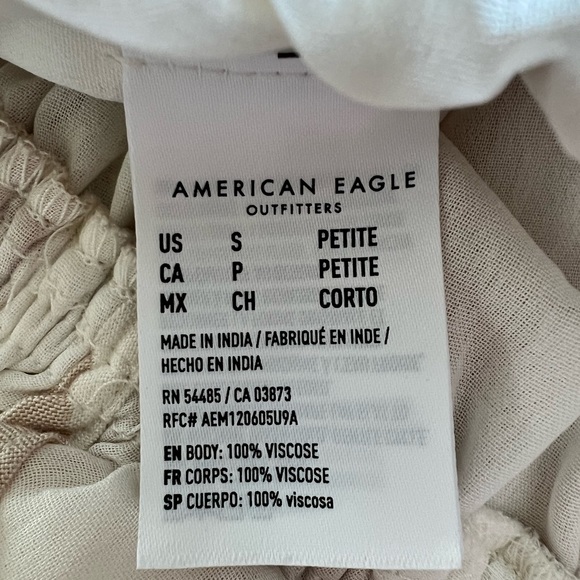 AMERICAN EAGLE
OUTFITTERS
US S PETITE
CA P PETITE
MX CH CORTO
MADE IN INDIA / FABRIQUÉ EN INDE /
HECHO EN INDIA
RN 54485 / CA 03873
RFC# AEM120605U9A
EN BODY: 100% VISCOSE
FR CORPS: 100% VISCOSE
SP CUERPO: 100% viscosa